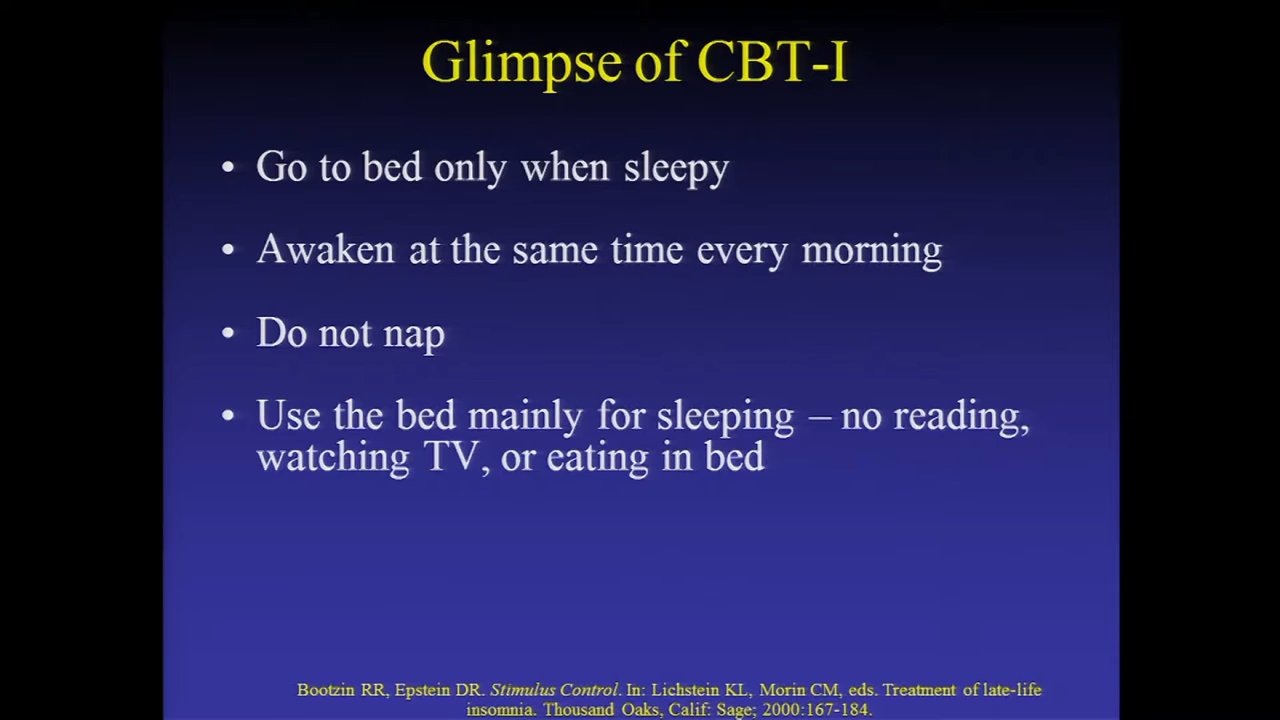 Glimpse of CBT-I
• Go to bed only when sleepy
• Awaken at the same time every morning
• Do not nap
• Use the bed mainly for sleeping – no reading,
watching TV, or eating in bed
Bootzin RR, Epstein DR. Stimulus Control. In: Lichstein KL, Morin CM, eds. Treatment of late-life
insomnia. Thousand Oaks, Calif: Sage; 2000:167-184.